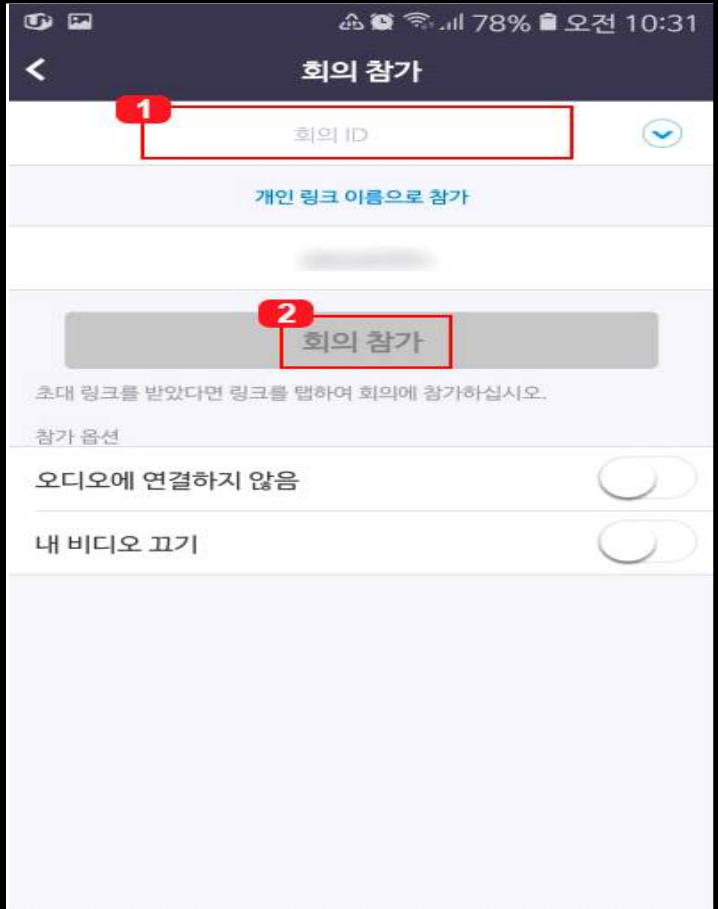 78% 오전 10:31
회의 참가
1
회의 ID
개인 링크 이름으로 참가
2
회의 참가
초대 링크를 받았다면 링크를 탭하여 회의에 참가하십시오.
참가 옵션
오디오에 연결하지 않음
내 비디오 끄기